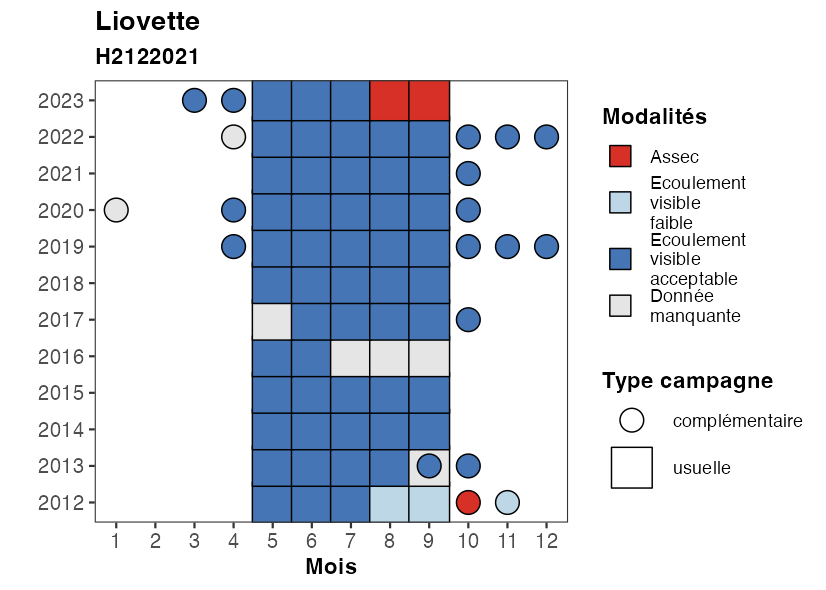 Liovette
H2122021
2023
2022
2021
2020
2019
2018
2017
2016
2015
2014
2013
2012
1 2 3 4 5 6 7 8 9 10 11 12
Mois
Modalités
Assec
Ecoulement
visible
faible
Ecoulement
visible
acceptable
Donnée
manquante
Type campagne
complémentaire
usuelle